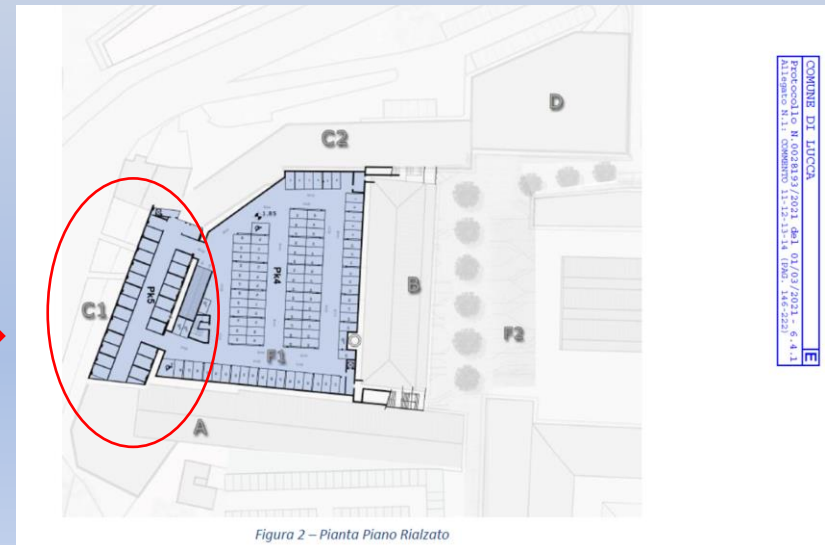 C2
D
1.85
Pk4
Pk5
B
C1
F2
F1
A
Figura 2 – Pianta Piano Rialzato
COMUNE DI LUCCA
Protocollo N.0028193/2021 del 01/03/2021 - 6.4.1
Allegato N.1: COMMENTO 11-12-13-14 (PAG. 146-222)
E